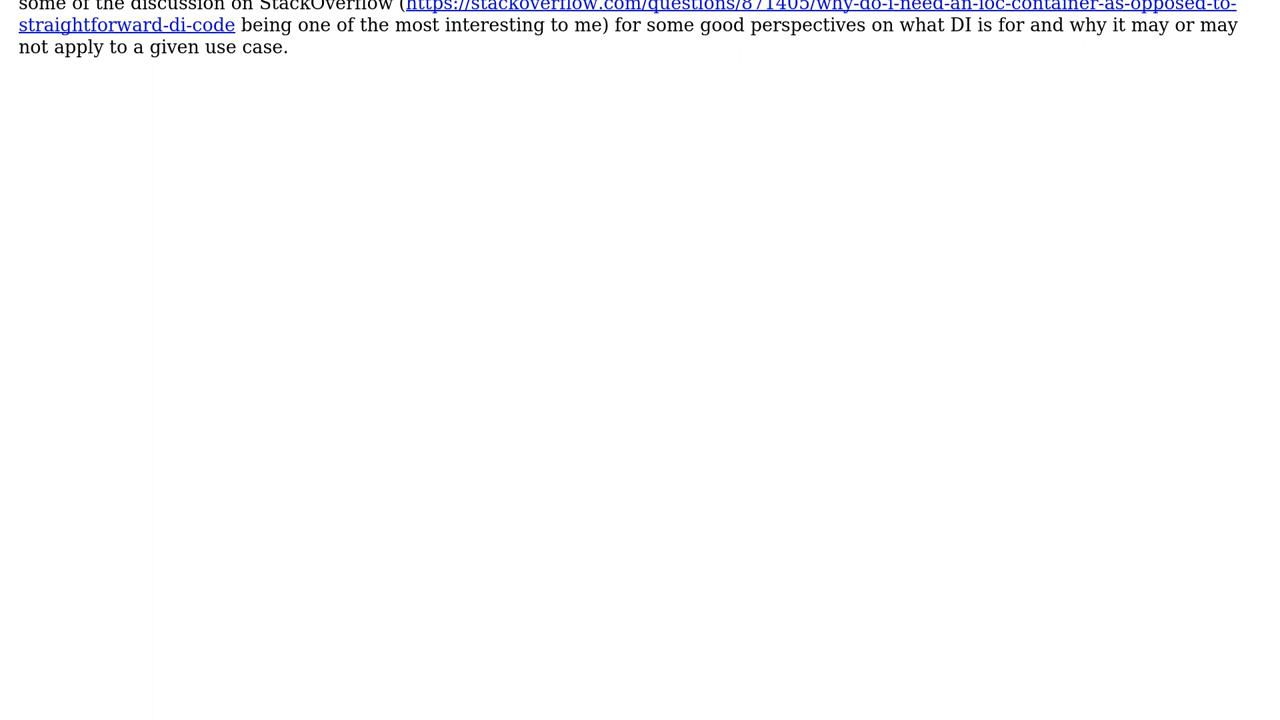 some of the discussion on StackOverflow (https://stackoverflow.com/questions/871405/why-do-i-need-an-ioc-container-as-opposed-to-
straightforward-di-code being one of the most interesting to me) for some good perspectives on what DI is for and why it may or may
not apply to a given use case.